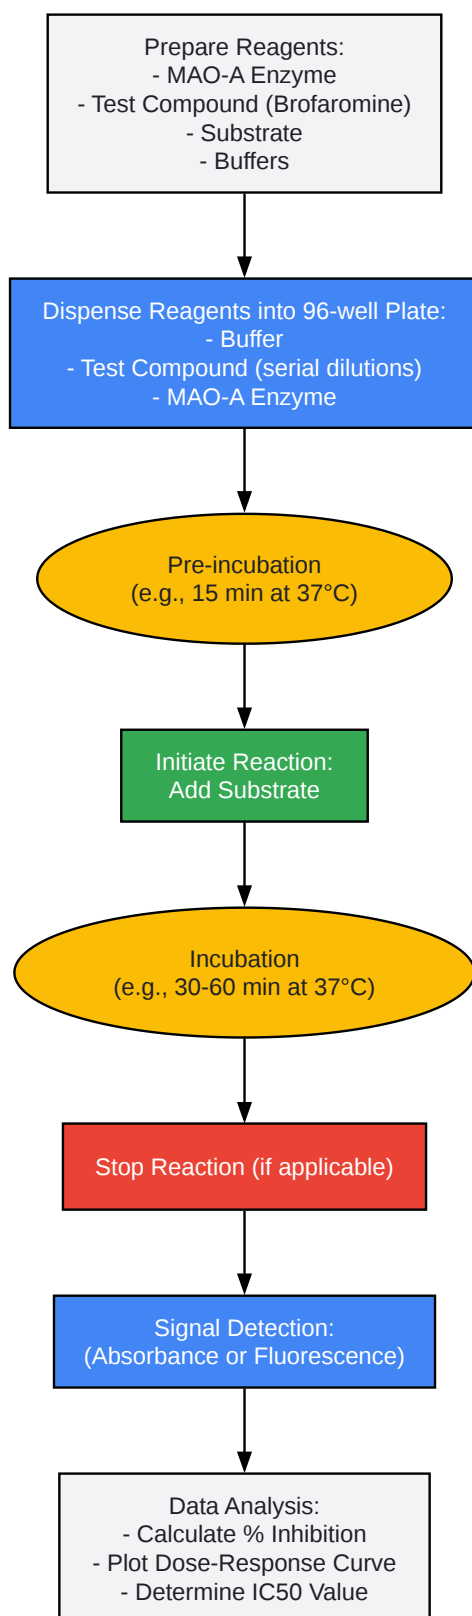 Prepare Reagents:
- MAO-A Enzyme
- Test Compound (Brofaromine)
- Substrate
- Buffers
Dispense Reagents into 96-well Plate:
- Buffer
- Test Compound (serial dilutions)
- MAO-A Enzyme
Pre-incubation
(e.g., 15 min at 37°C)
Initiate Reaction:
Add Substrate
Incubation
(e.g., 30-60 min at 37°C)
Stop Reaction (if applicable)
Signal Detection:
(Absorbance or Fluorescence)
Data Analysis:
- Calculate % Inhibition
- Plot Dose-Response Curve
- Determine IC50 Value